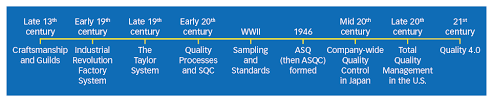 Late 13th century
Early 19th century
Late 19th century
Early 20th century
WWII
1946
Mid 20th century
Late 20th century
21st century
Craftsmanship and Guilds
Industrial Revolution Factory System
The Taylor System
Quality Processes and SQC
Sampling and Standards
ASQ (then ASQC) formed
Company-wide Quality Control in Japan
Total Quality Management in the U.S.
Quality 4.0